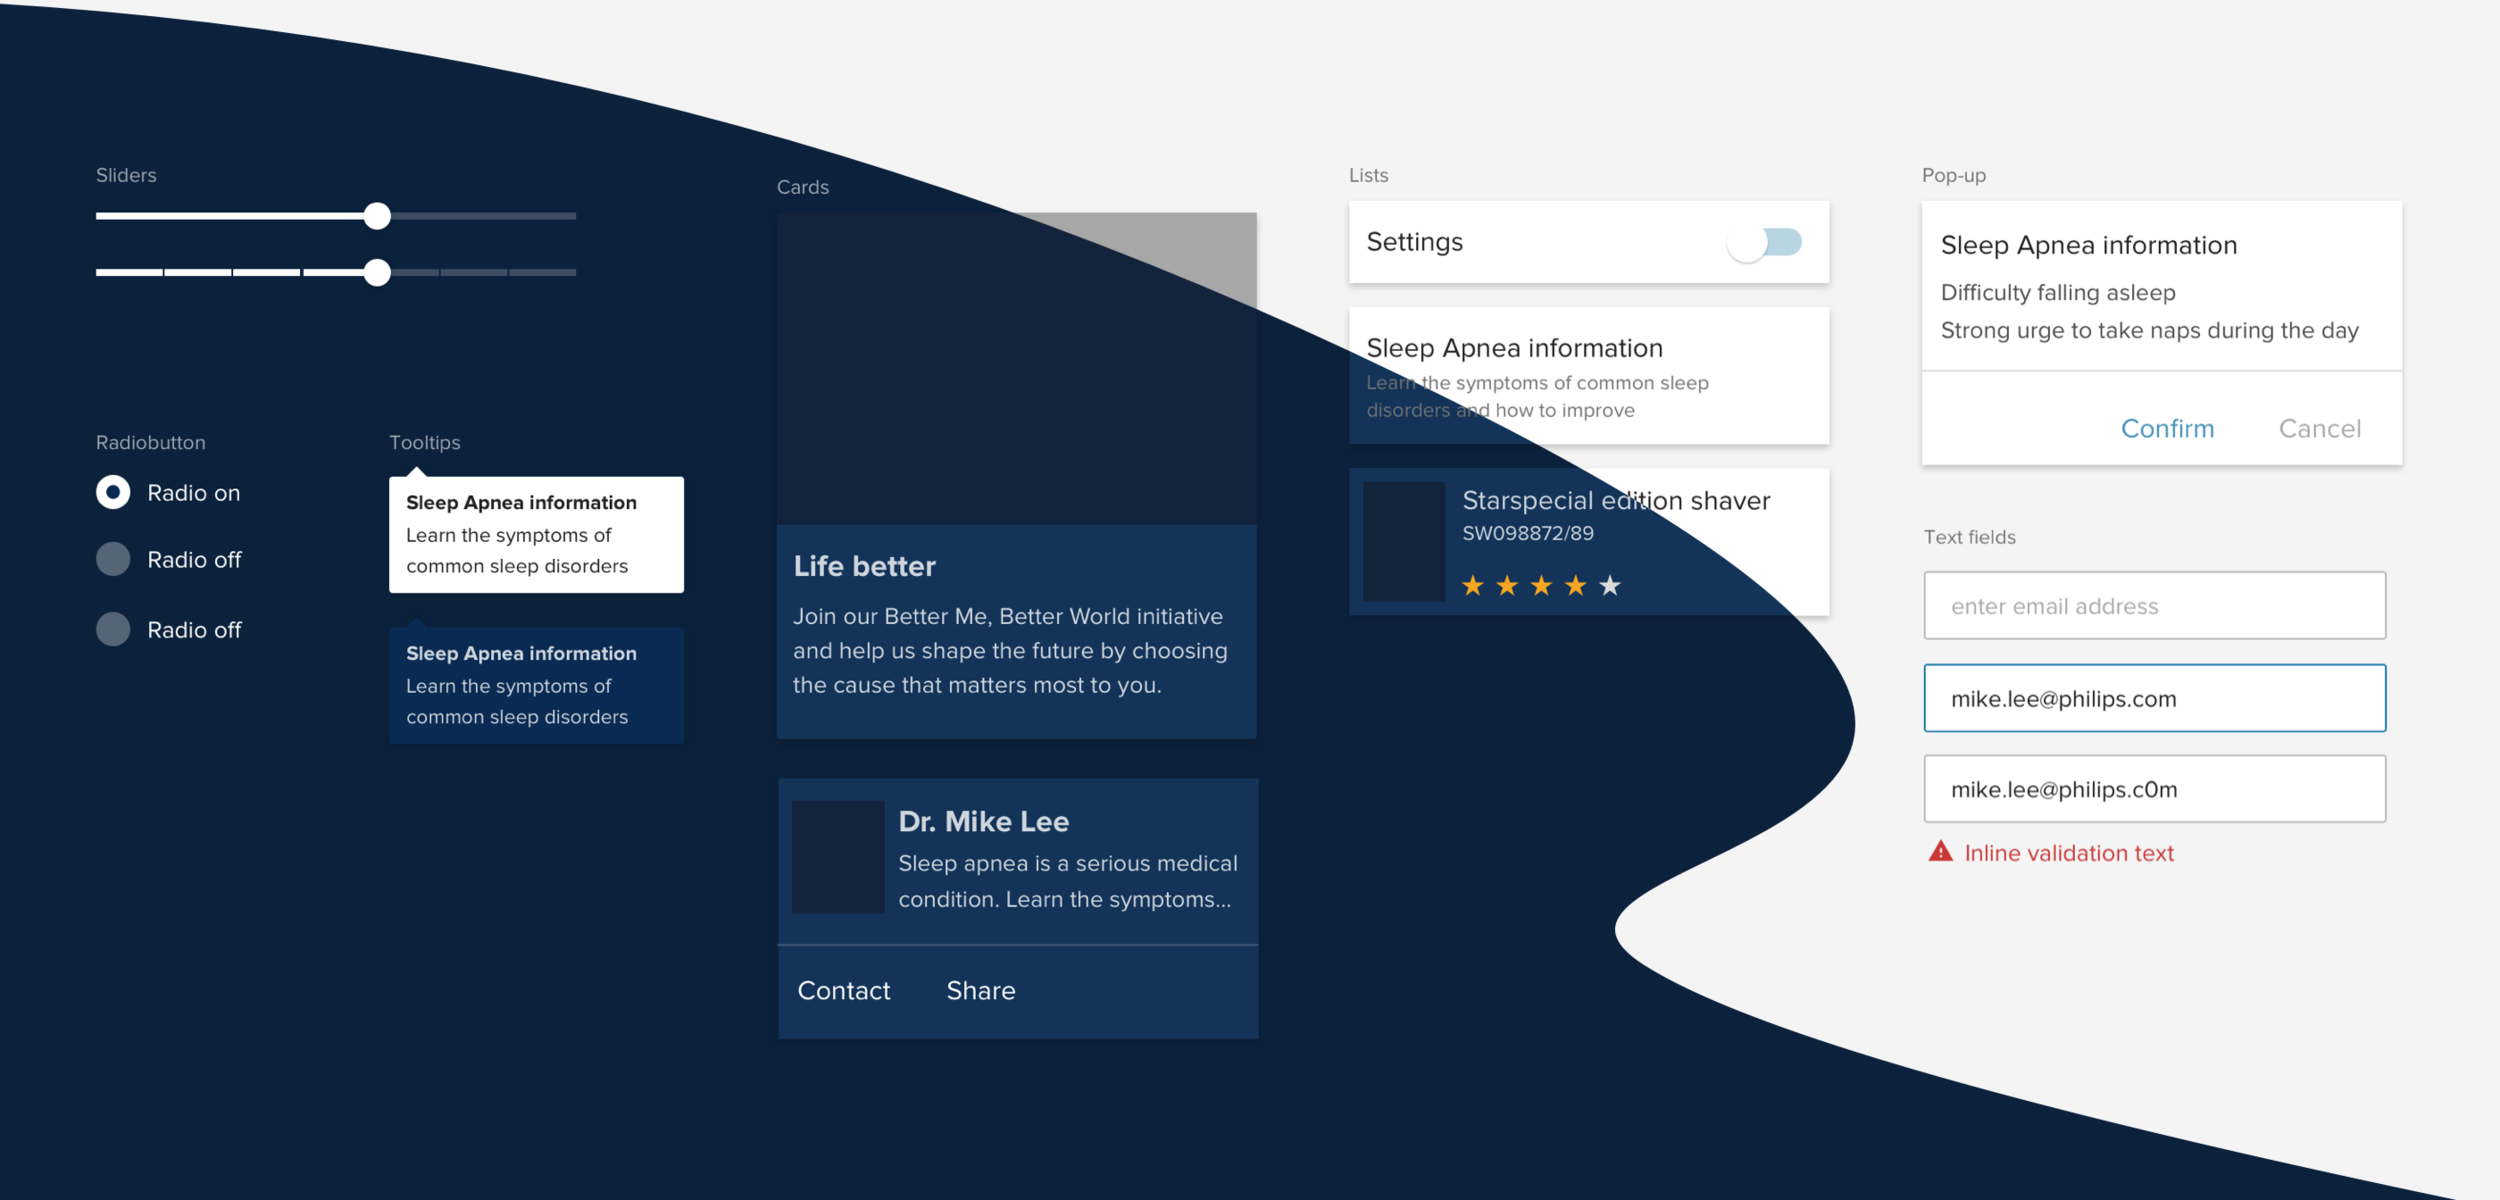 Sliders
Radiobutton
Radio on
Radio off
Radio off
Tooltips
Sleep Apnea information
Learn the symptoms of
common sleep disorders
Sleep Apnea information
Learn the symptoms of
common sleep disorders
Cards
Life better
Join our Better Me, Better World initiative
and help us shape the future by choosing
the cause that matters most to you.
Dr. Mike Lee
Sleep apnea is a serious medical
condition. Learn the symptoms...
Contact
Share
Lists
Settings
Sleep Apnea information
Learn the symptoms of common sleep
disorders and how to improve
Starspecial edition shaver
SW098872/89
Pop-up
Sleep Apnea information
Difficulty falling asleep
Strong urge to take naps during the day
Confirm
Cancel
Text fields
enter email address
mike.lee@philips.com
mike.lee@philips.c0m
Inline validation text